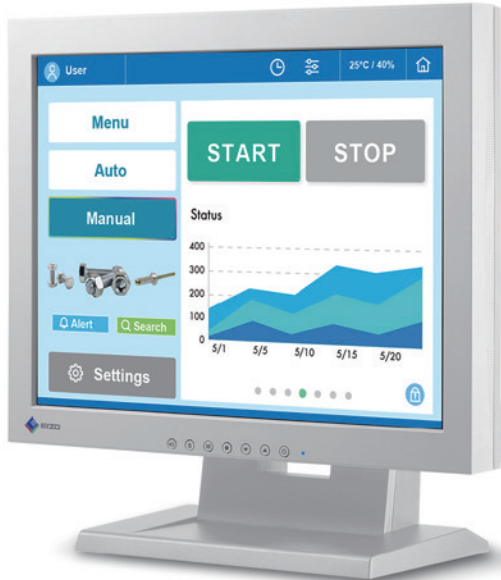 User
25°C / 40%
Menu
Auto
Manual
Alert
Search
Settings
START
STOP
Status
400
300
200
100
0
5/1
5/5
5/10
5/15
5/20
EIZO
S